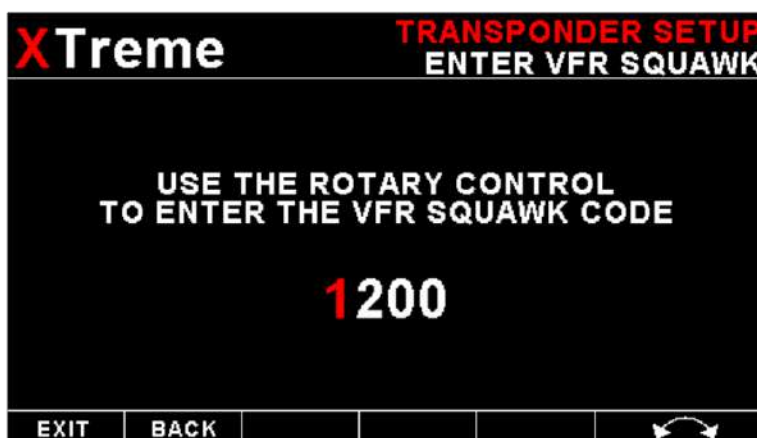 XTreme
TRANSPONDER SETUP
ENTER VFR SQUAWK
USE THE ROTARY CONTROL
TO ENTER THE VFR SQUAWK CODE
1200
EXIT BACK